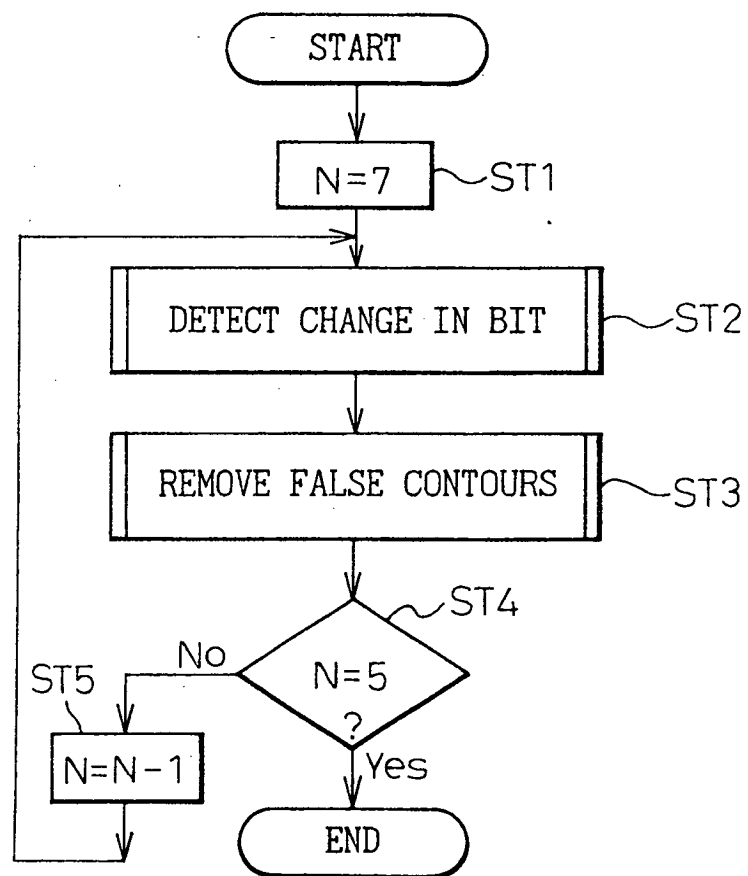 START
N=7
ST1
DETECT CHANGE IN BIT
ST2
REMOVE FALSE CONTOURS
ST3
ST4
N=5
?
No
ST5
N=N-1
Yes
END